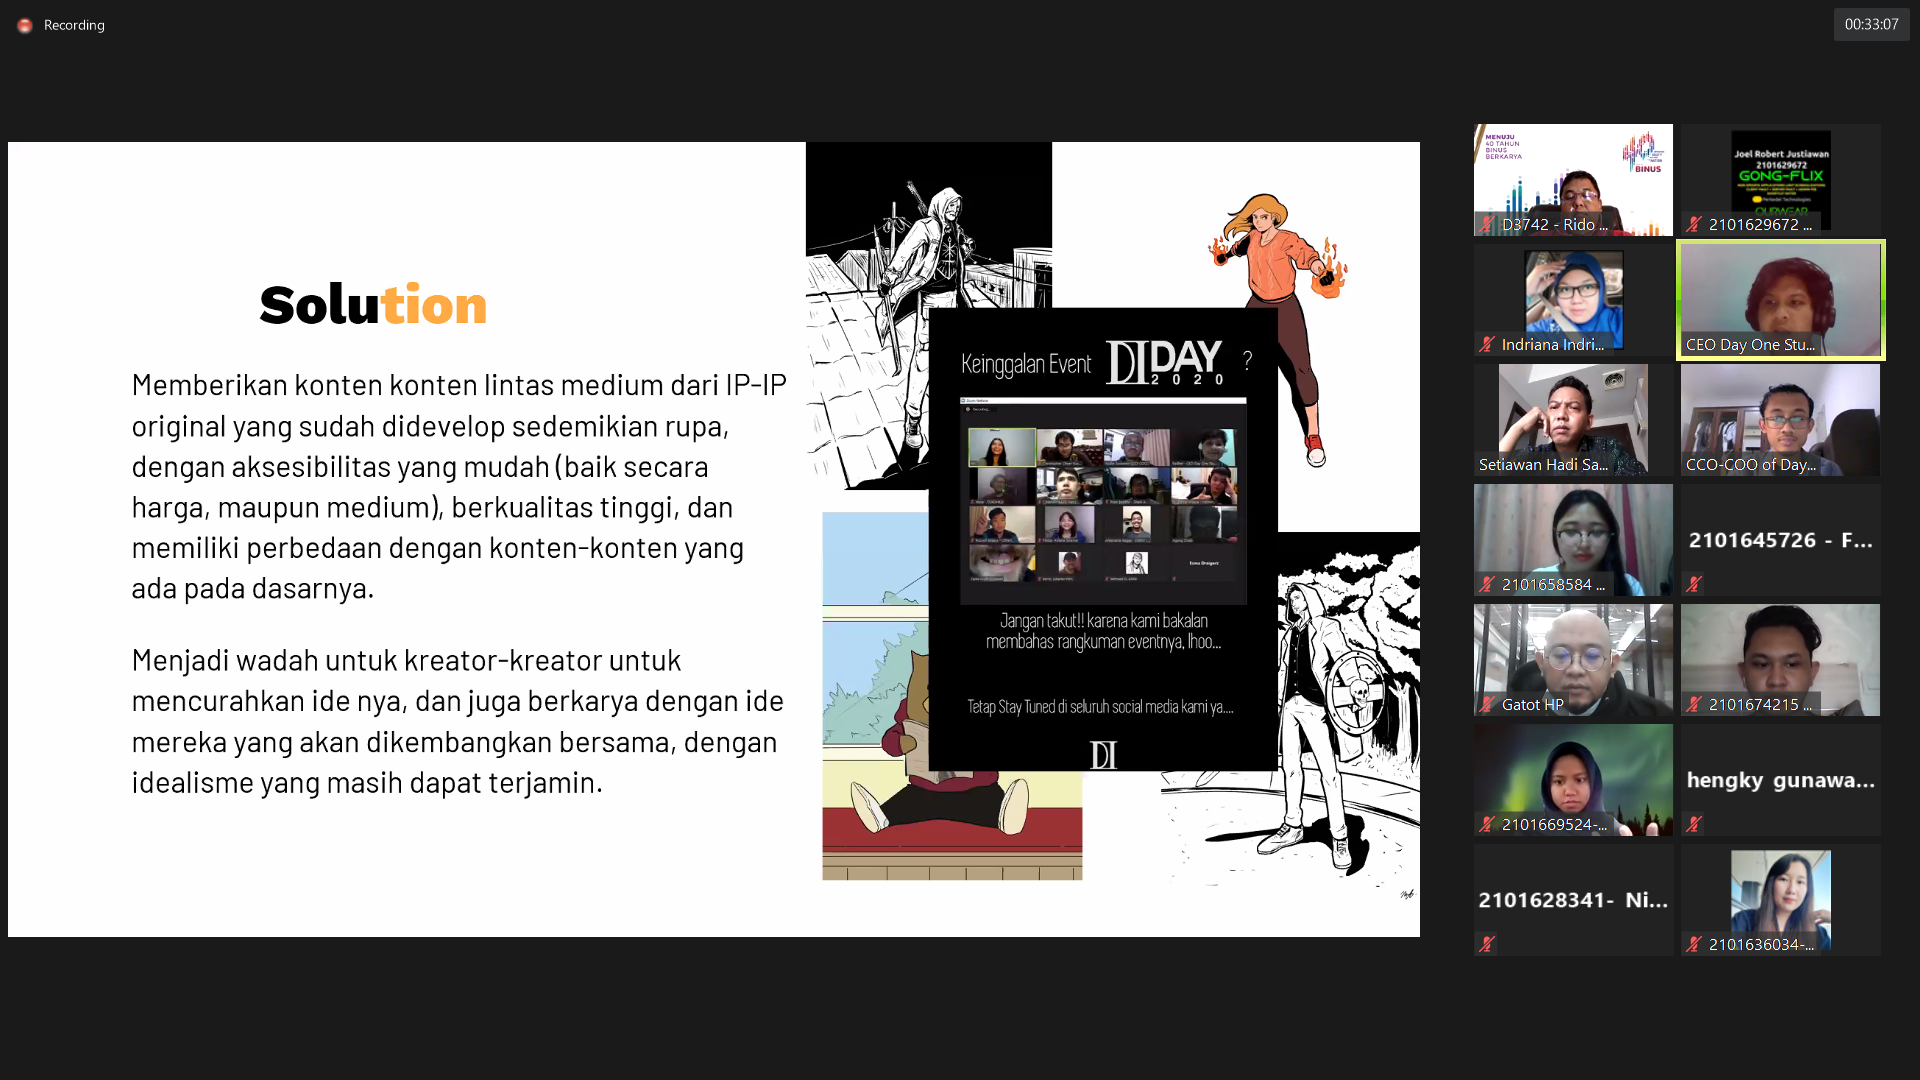 Recording
00:33:07
Solution
Memberikan konten konten lintas medium dari IP-IP
original yang sudah didevelop sedemikian rupa,
dengan aksesibilitas yang mudah (baik secara
harga, maupun medium), berkualitas tinggi, dan
memiliki perbedaan dengan konten-konten yang
ada pada dasarnya.
Menjadi wadah untuk kreator-kreator untuk
mencurahkan ide nya, dan juga berkarya dengan ide
mereka yang akan dikembangkan bersama, dengan
idealisme yang masih dapat terjamin.
Keinggalan Event DI DAY ?
2020
Jangan takut!! karena kami bakalan
membahas rangkuman eventnya, lhoo...
Tetap Stay Tuned di seluruh social media kami ya....
DI
MENUJU
40 TAHUN
BINUS
BERKARYA
BINUS
D3742 - Rido ...
Joel Robert Justiawan
2101629672
GONG-FLIX
OURWEAR
2101629672 ...
Indriana Indri...
CEO Day One Stu...
Setiawan Hadi Sa...
CCO-COO of Day...
2101658584 ...
2101645726 - F...
Gatot HP
2101674215 ...
2101669524-...
hengky gunawa...
2101628341- Ni...
2101636034-...